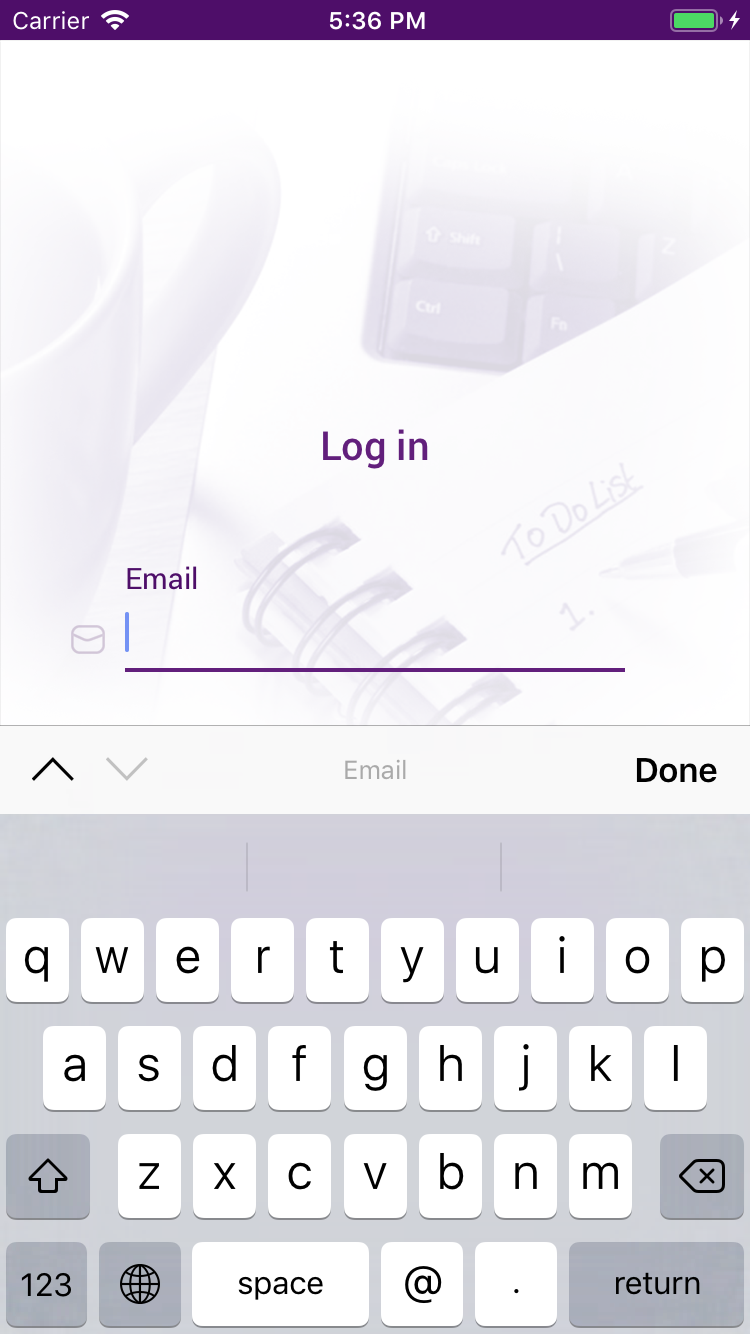 Carrier 5:36 PM
Shift Z
\
Ctrl Fn
Log in
To Do List
Email
1.
Email Done
q w e r t y u i o p
a s d f g h j k l
z x c v b n m
123 space @ . return